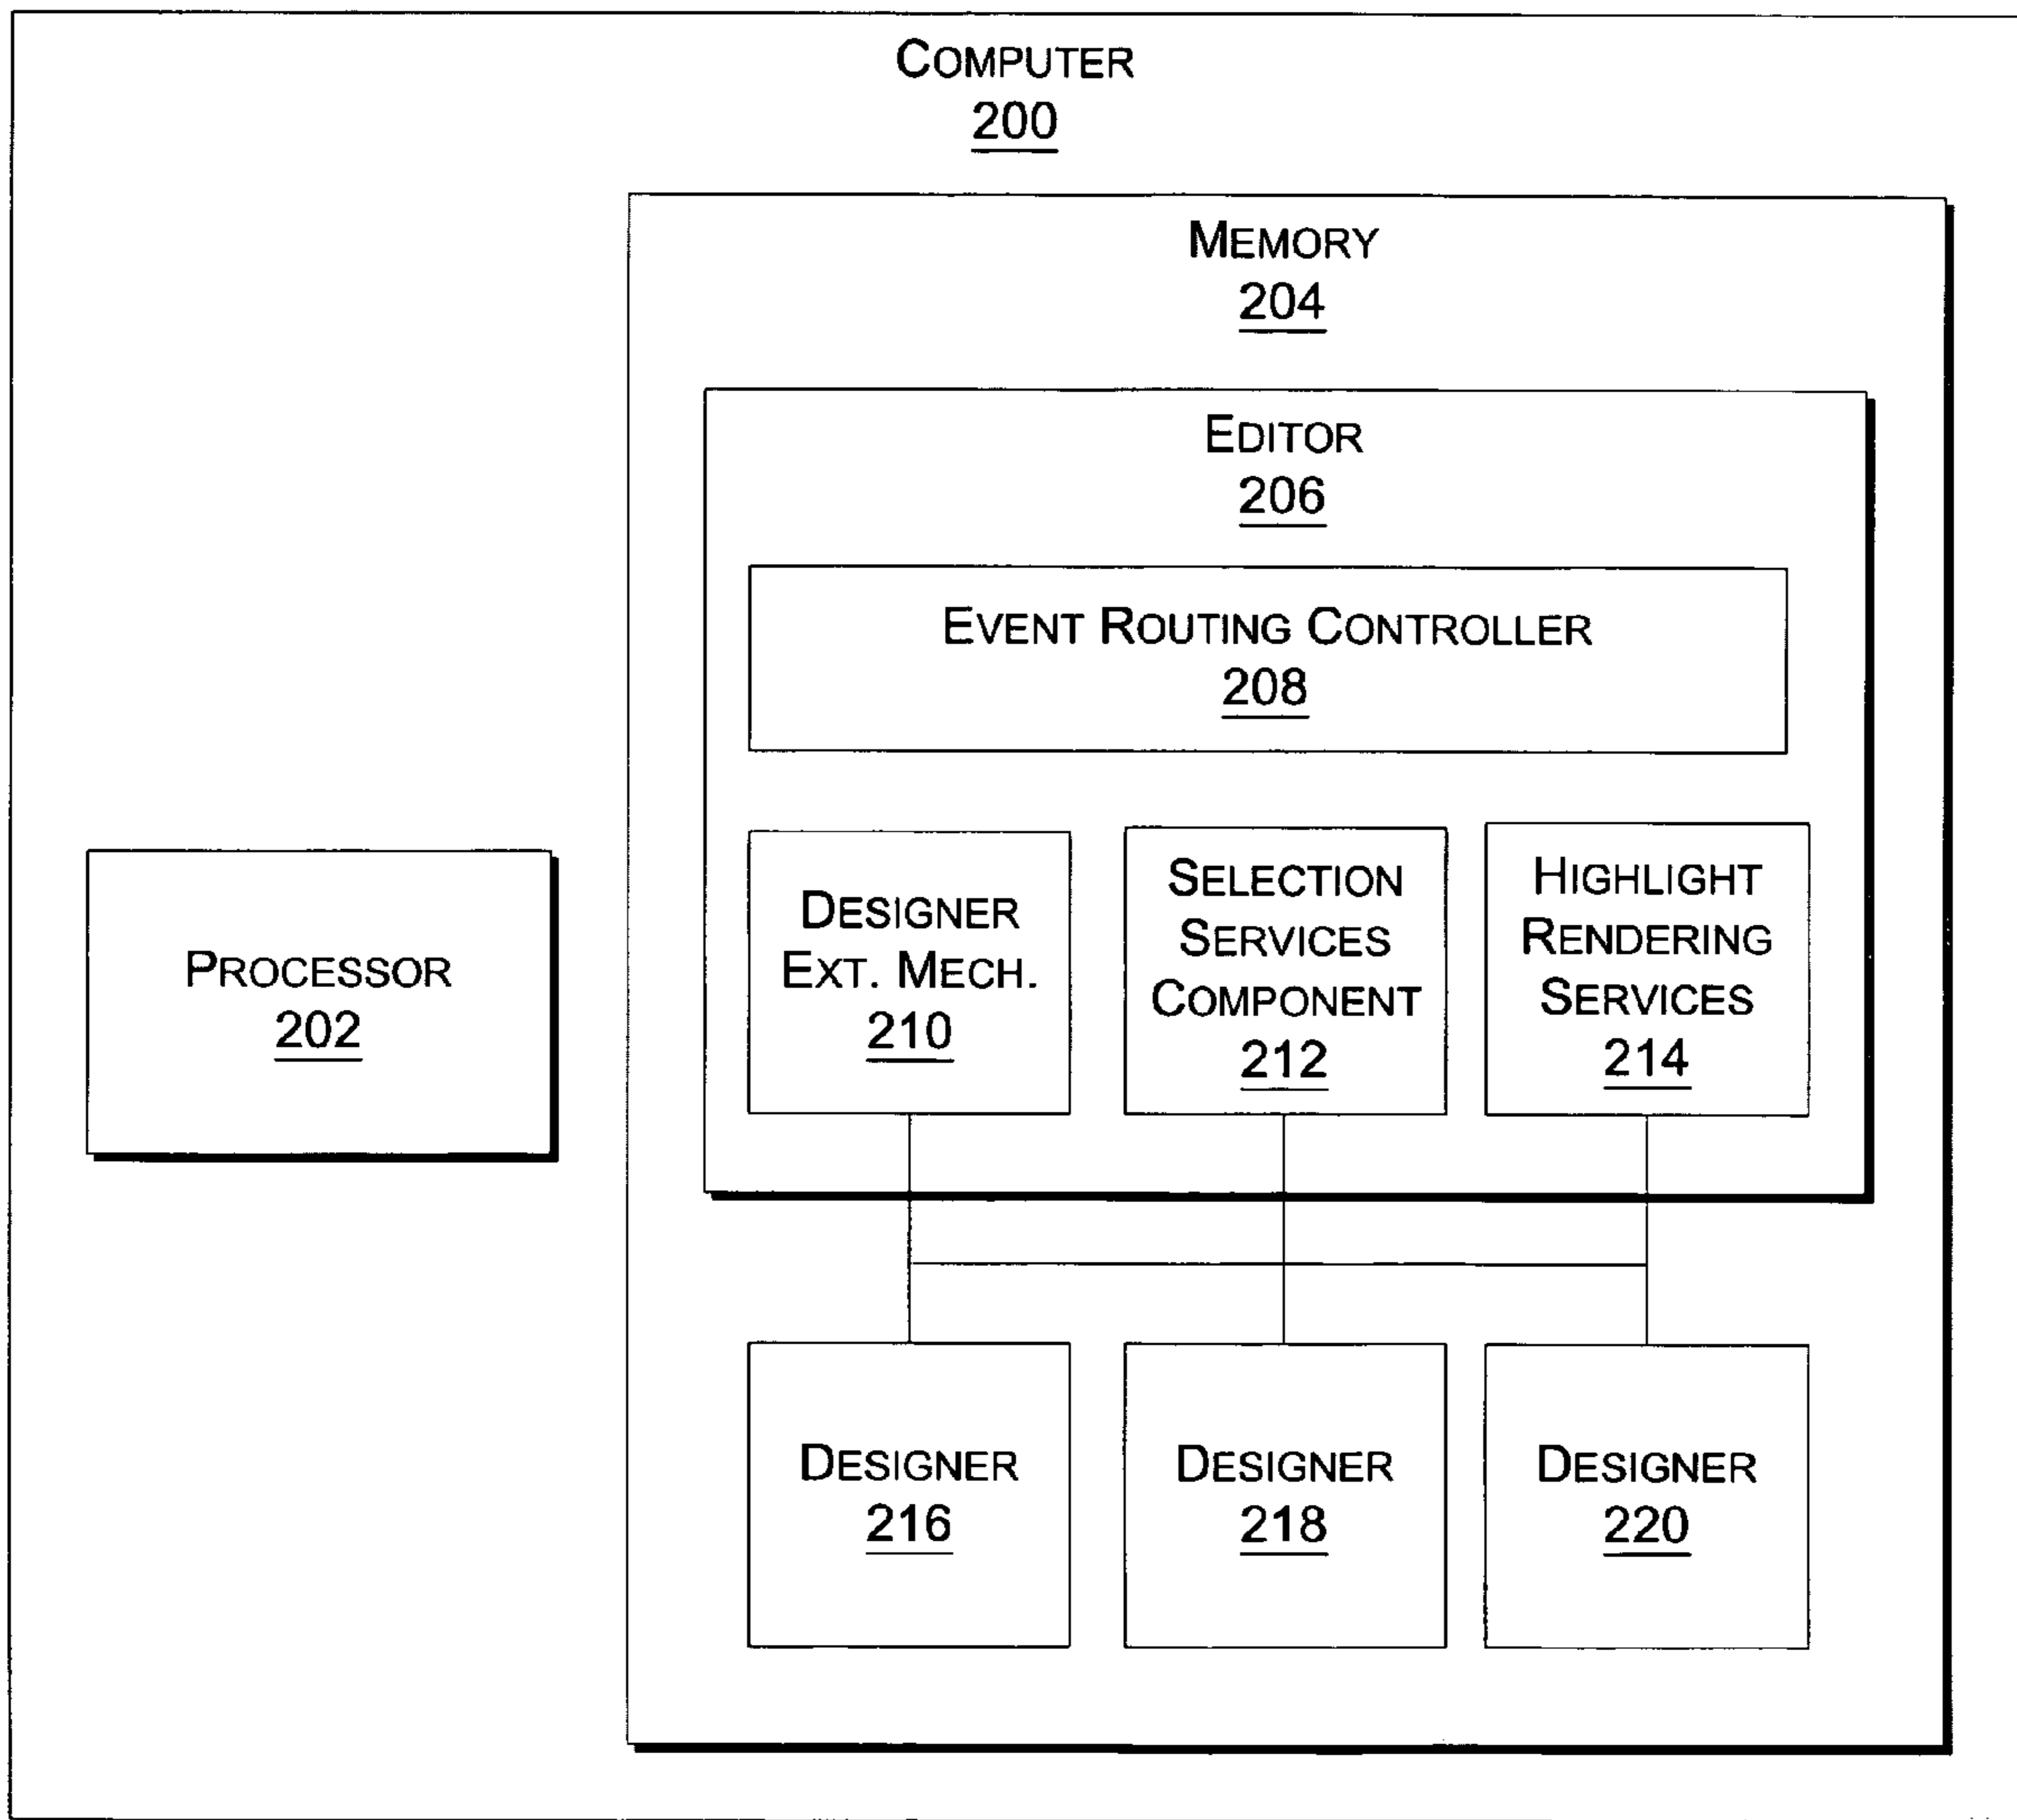 COMPUTER
200
MEMORY
204
EDITOR
206
EVENT ROUTING CONTROLLER
208
DESIGNER
EXT. MECH.
210
SELECTION
SERVICES
COMPONENT
212
HIGHLIGHT
RENDERING
SERVICES
214
PROCESSOR
202
DESIGNER
216
DESIGNER
218
DESIGNER
220